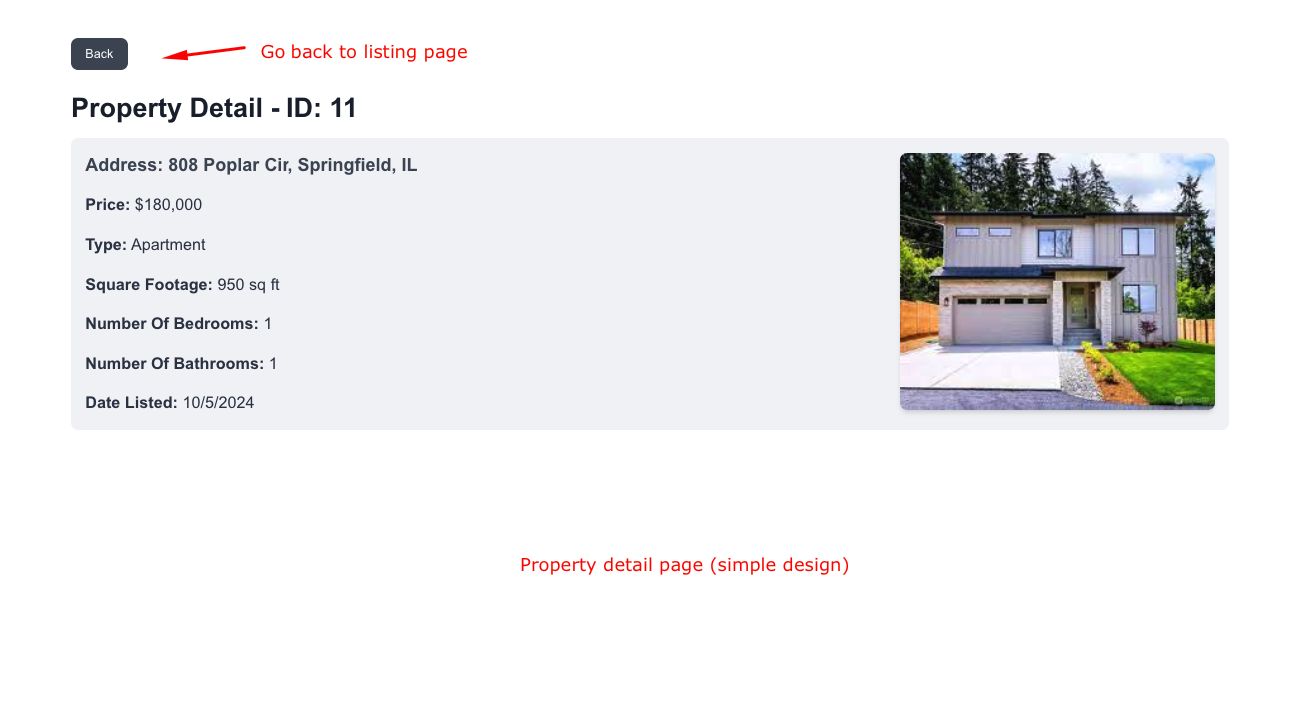 Back
Go back to listing page
Property Detail - ID: 11
Address: 808 Poplar Cir, Springfield, IL
Price: $180,000
Type: Apartment
Square Footage: 950 sq ft
Number Of Bedrooms: 1
Number Of Bathrooms: 1
Date Listed: 10/5/2024
Property detail page (simple design)